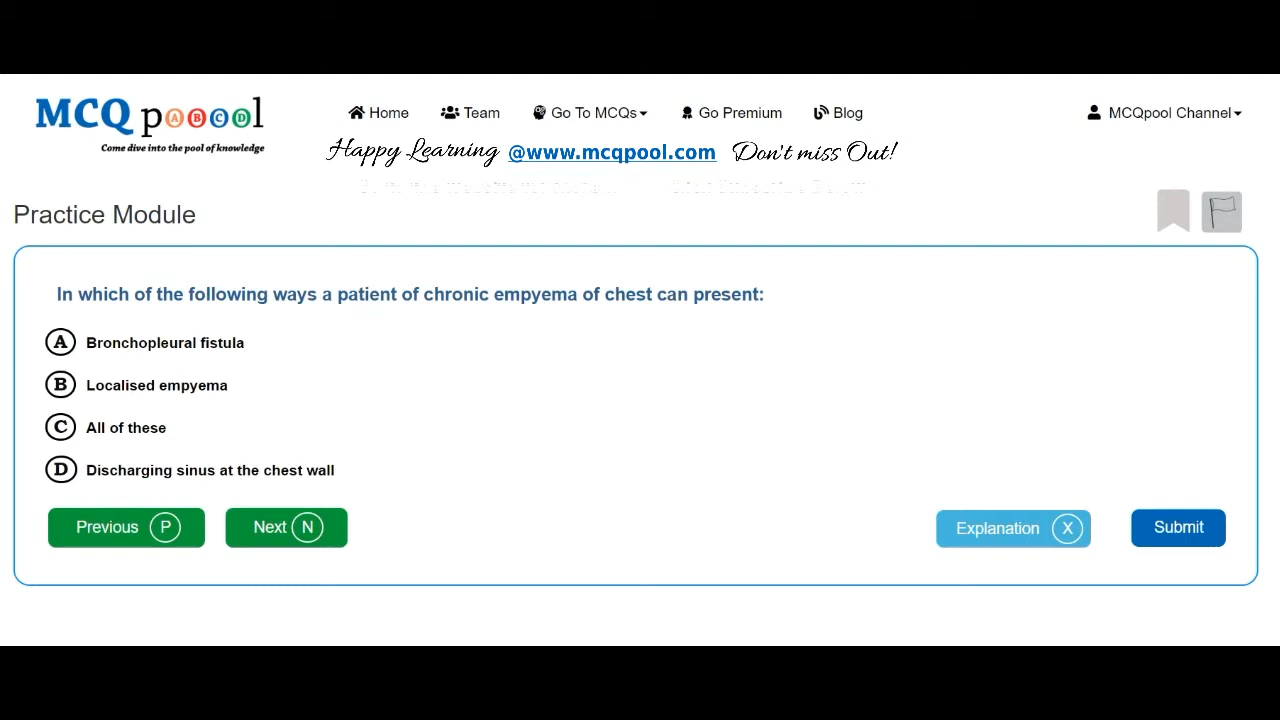 MCQ pABCDl
Come dive into the pool of knowledge
Home Team Go To MCQs Go Premium Blog MCQpool Channel
Happy Learning @www.mcqpool.com Don't miss Out!
Practice Module
In which of the following ways a patient of chronic empyema of chest can present:
A Bronchopleural fistula
B Localised empyema
C All of these
D Discharging sinus at the chest wall
Previous P Next N Explanation X Submit